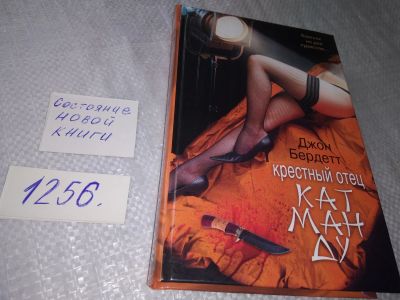 Состояние
новой
книги
1256.
Джон
Бердетт
крестный отец
КАТ
МАН
ДУ